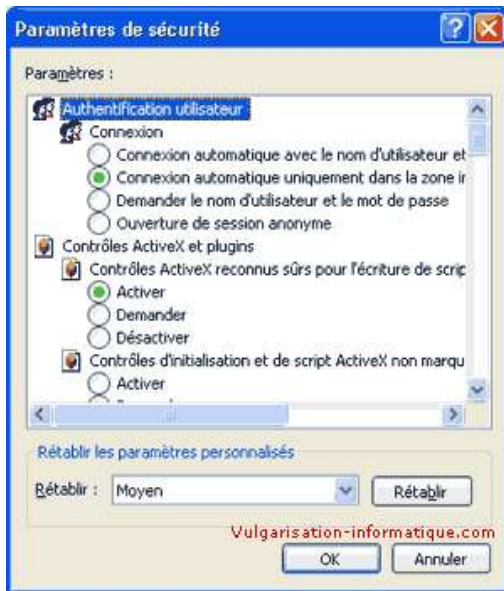 Paramètres de sécurité
Paramètres :
Authentification utilisateur
Connexion
Connexion automatique avec le nom d'utilisateur et
Connexion automatique uniquement dans la zone ir
Demander le nom d'utilisateur et le mot de passe
Ouverture de session anonyme
Contrôles ActiveX et plugins
Contrôles ActiveX reconnus sûrs pour l'écriture de scrip
Activer
Demander
Désactiver
Contrôles d'initialisation et de script ActiveX non marqu
Activer
Rétablir les paramètres personnalisés
Rétablir : Moyen Rétablir
Vulgarisation-informatique.com
OK Annuler